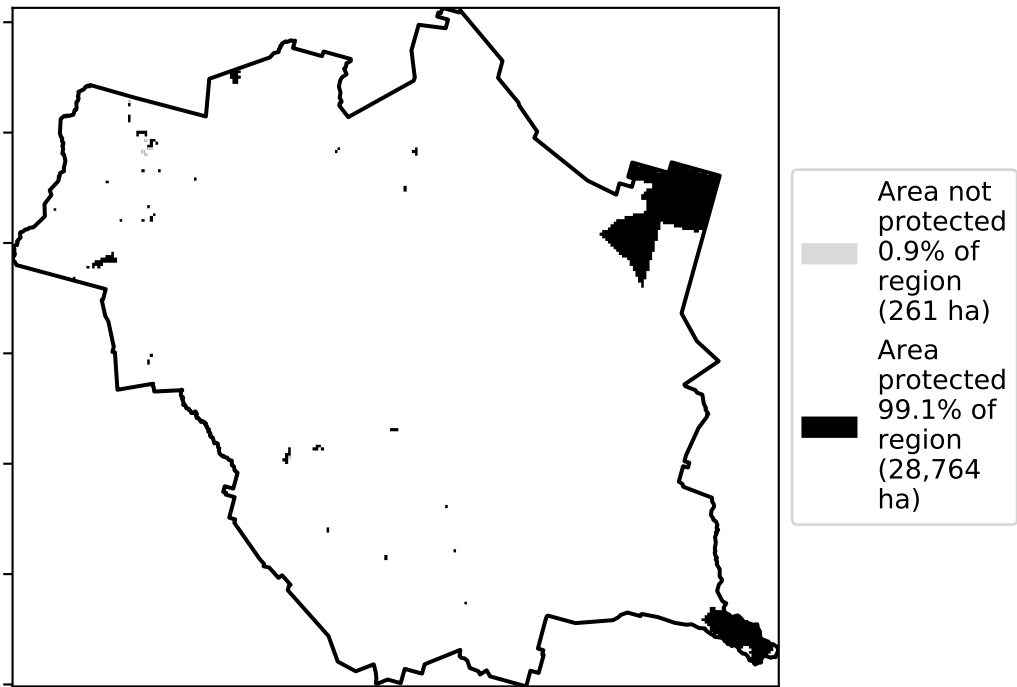 Area not
protected
0.9% of
region
(261 ha)
Area
protected
99.1% of
region
(28,764
ha)